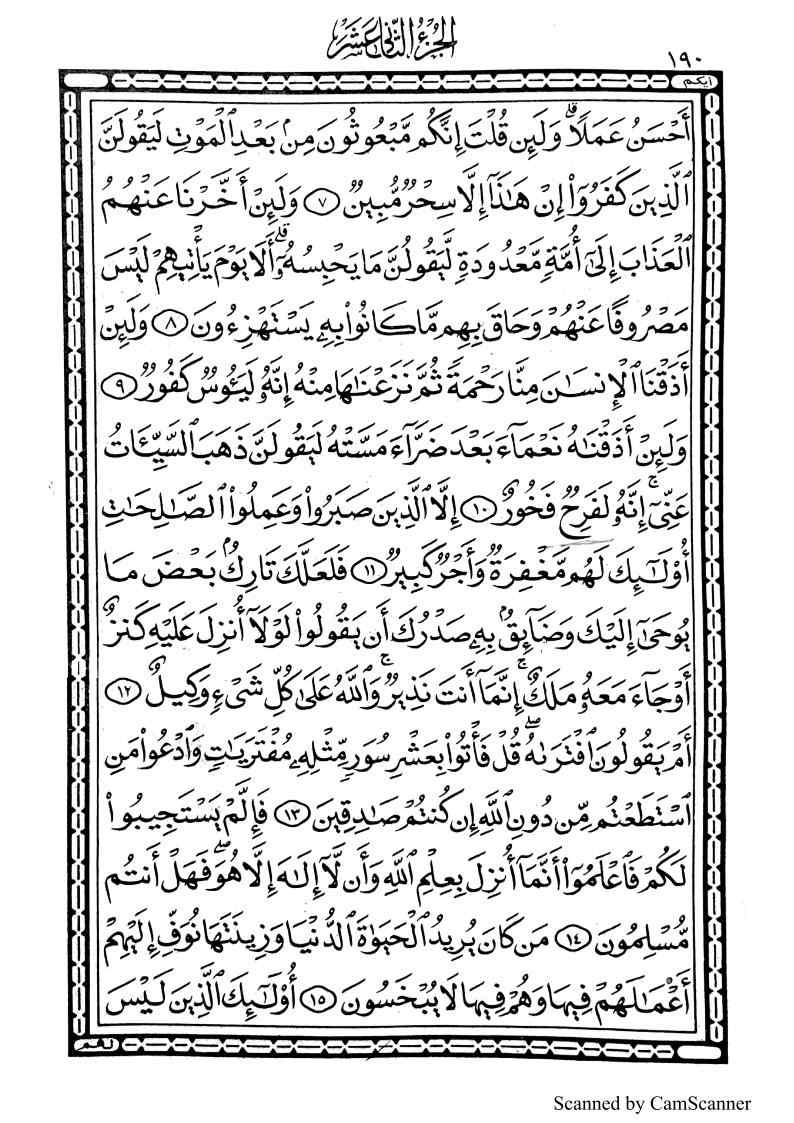 الجزء الثاني عشر
١٩٠
أيكم
أَحْسَنُ عَمَلًا ۗ وَلَئِن قُلْتَ إِنَّكُم مَّبْعُوثُونَ مِنۢ بَعْدِ ٱلْمَوْتِ لَيَقُولَنَّ
ٱلَّذِينَ كَفَرُوٓا۟ إِنْ هَـٰذَآ إِلَّا سِحْرٌ مُّبِينٌ ٧ وَلَئِنْ أَخَّرْنَا عَنْهُمُ
ٱلْعَذَابَ إِلَىٰٓ أُمَّةٍ مَّعْدُودَةٍ لَّيَقُولُنَّ مَا يَحْبِسُهُۥٓ ۗ أَلَا يَوْمَ يَأْتِيهِمْ لَيْسَ
مَصْرُوفًا عَنْهُمْ وَحَاقَ بِهِم مَّا كَانُوا۟ بِهِۦ يَسْتَهْزِءُونَ ٨ وَلَئِنْ
أَذَقْنَا ٱلْإِنسَـٰنَ مِنَّا رَحْمَةً ثُمَّ نَزَعْنَـٰهَا مِنْهُ إِنَّهُۥ لَيَـُٔوسٌ كَفُورٌ ٩
وَلَئِنْ أَذَقْنَـٰهُ نَعْمَآءَ بَعْدَ ضَرَّآءَ مَسَّتْهُ لَيَقُولَنَّ ذَهَبَ ٱلسَّيِّـَٔاتُ
عَنِّىٓ ۚ إِنَّهُۥ لَفَرِحٌ فَخُورٌ ١٠ إِلَّا ٱلَّذِينَ صَبَرُوا۟ وَعَمِلُوا۟ ٱلصَّـٰلِحَـٰتِ
أُو۟لَـٰٓئِكَ لَهُم مَّغْفِرَةٌ وَأَجْرٌ كَبِيرٌ ١١ فَلَعَلَّكَ تَارِكٌۢ بَعْضَ مَا
يُوحَىٰٓ إِلَيْكَ وَضَآئِقٌۢ بِهِۦ صَدْرُكَ أَن يَقُولُوا۟ لَوْلَآ أُنزِلَ عَلَيْهِ كَنزٌ
أَوْ جَآءَ مَعَهُۥ مَلَكٌ ۚ إِنَّمَآ أَنتَ نَذِيرٌ ۚ وَٱللَّهُ عَلَىٰ كُلِّ شَىْءٍ وَكِيلٌ ١٢
أَمْ يَقُولُونَ ٱفْتَرَىٰهُ ۖ قُلْ فَأْتُوا۟ بِعَشْرِ سُوَرٍ مِّثْلِهِۦ مُفْتَرَيَـٰتٍ وَٱدْعُوا۟ مَنِ
ٱسْتَطَعْتُم مِّن دُونِ ٱللَّهِ إِن كُنتُمْ صَـٰدِقِينَ ١٣ فَإِلَّمْ يَسْتَجِيبُوا۟
لَكُمْ فَٱعْلَمُوٓا۟ أَنَّمَآ أُنزِلَ بِعِلْمِ ٱللَّهِ وَأَن لَّآ إِلَـٰهَ إِلَّا هُوَ ۖ فَهَلْ أَنتُم
مُّسْلِمُونَ ١٤ مَن كَانَ يُرِيدُ ٱلْحَيَوٰةَ ٱلدُّنْيَا وَزِينَتَهَا نُوَفِّ إِلَيْهِمْ
أَعْمَـٰلَهُمْ فِيهَا وَهُمْ فِيهَا لَا يُبْخَسُونَ ١٥ أُو۟لَـٰٓئِكَ ٱلَّذِينَ لَيْسَ
لهم
Scanned by CamScanner